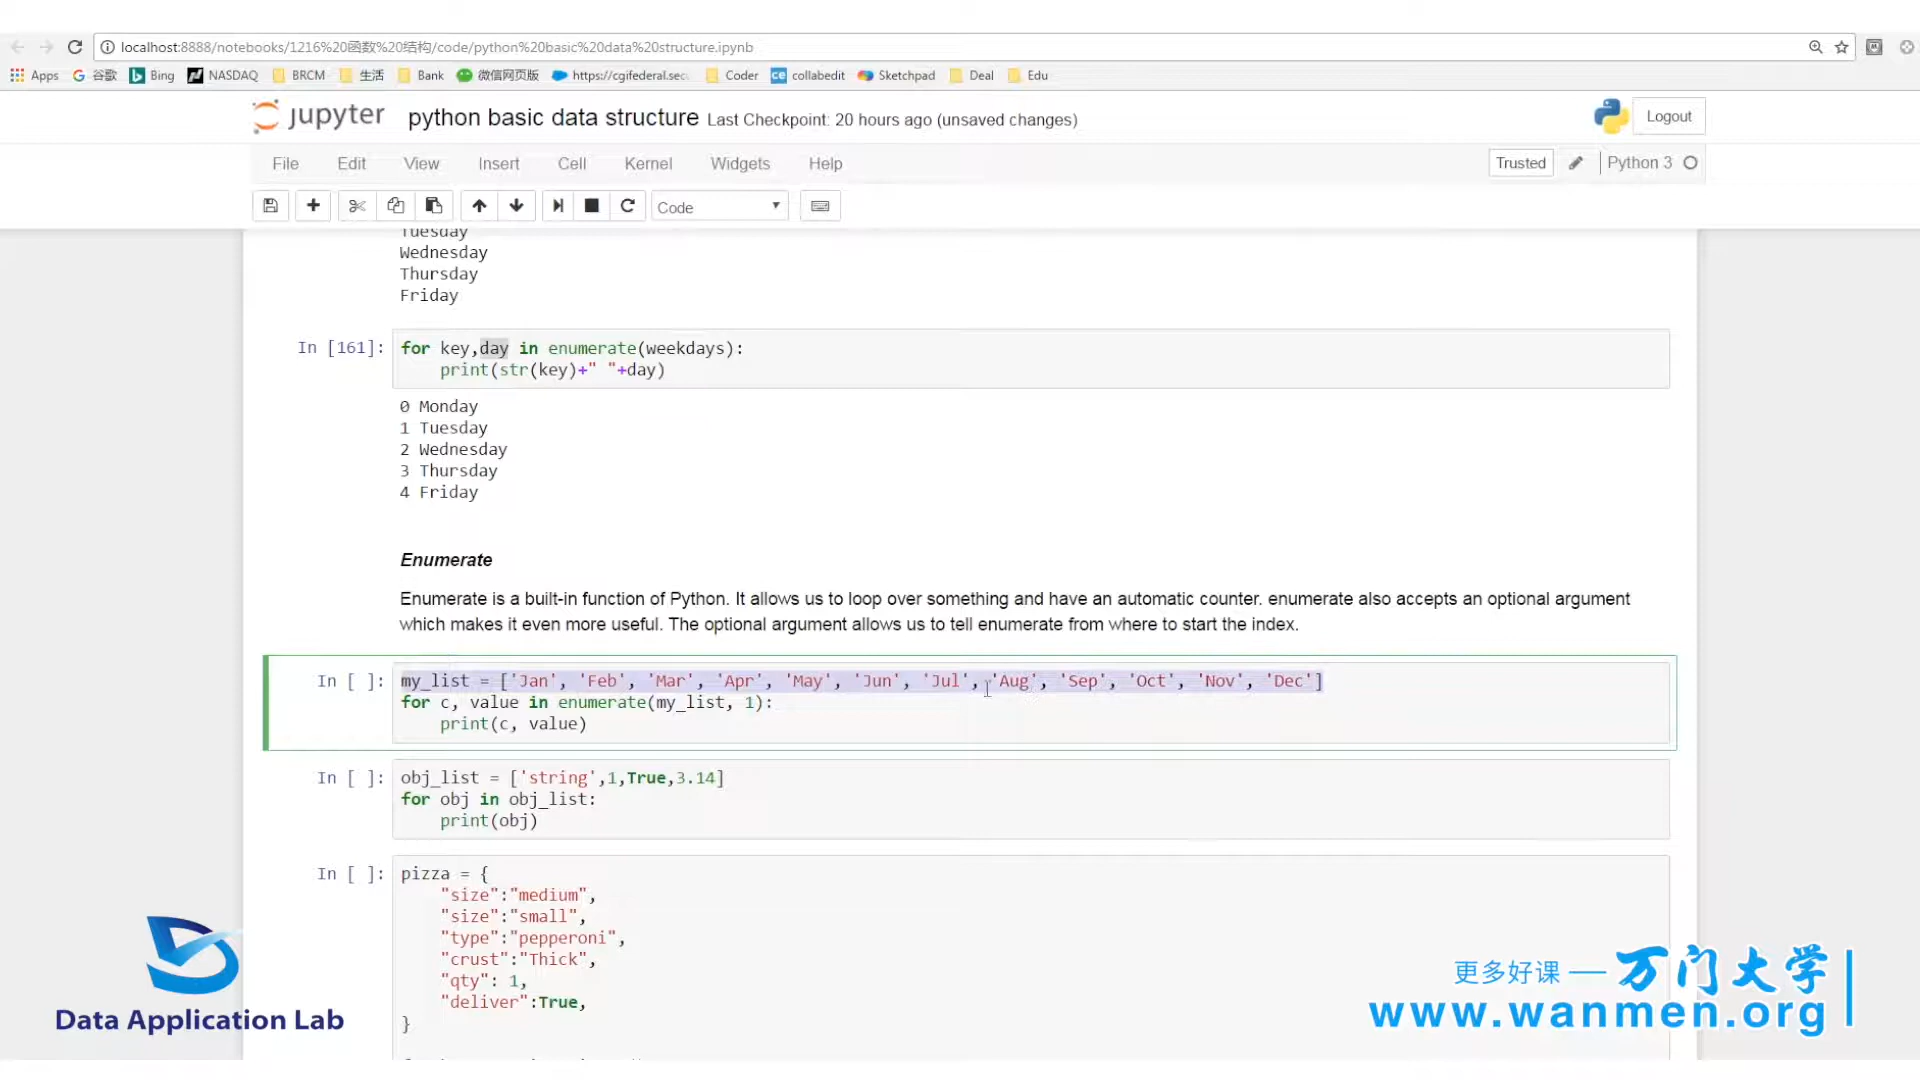 localhost:8888/notebooks/1216%20函数%20结构/code/python%20basic%20data%20structure.ipynb
Apps 谷歌 Bing NASDAQ BRCM 生活 Bank 微信网页版 https://cgifederal.sec Coder collabedit Sketchpad Deal Edu
jupyter python basic data structure Last Checkpoint: 20 hours ago (unsaved changes) Logout
File Edit View Insert Cell Kernel Widgets Help Trusted Python 3
Code
Tuesday
Wednesday
Thursday
Friday
In [161]: for key,day in enumerate(weekdays):
print(str(key)+" "+day)
0 Monday
1 Tuesday
2 Wednesday
3 Thursday
4 Friday
Enumerate
Enumerate is a built-in function of Python. It allows us to loop over something and have an automatic counter. enumerate also accepts an optional argument
which makes it even more useful. The optional argument allows us to tell enumerate from where to start the index.
In [ ]: my_list = ['Jan', 'Feb', 'Mar', 'Apr', 'May', 'Jun', 'Jul', 'Aug', 'Sep', 'Oct', 'Nov', 'Dec']
for c, value in enumerate(my_list, 1):
print(c, value)
In [ ]: obj_list = ['string',1,True,3.14]
for obj in obj_list:
print(obj)
In [ ]: pizza = {
"size":"medium",
"size":"small",
"type":"pepperoni",
"crust":"Thick",
"qty": 1,
"deliver":True,
}
Data Application Lab
更多好课 — 万门大学
www.wanmen.org